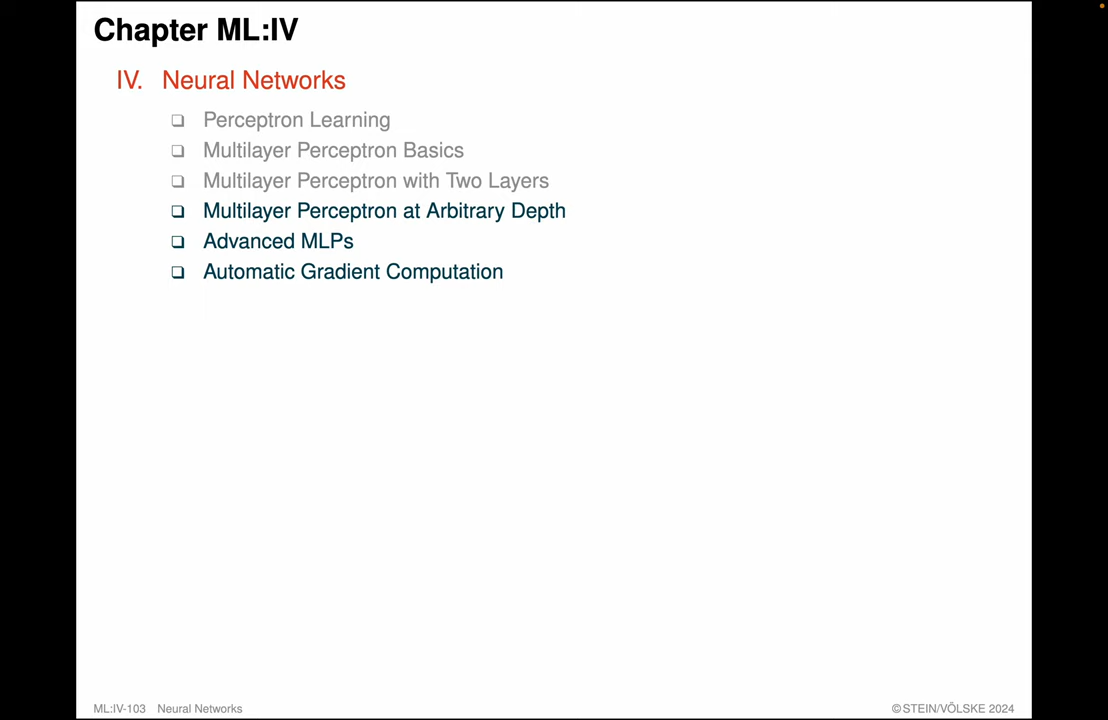 Chapter ML:IV
IV. Neural Networks
❑ Perceptron Learning
❑ Multilayer Perceptron Basics
❑ Multilayer Perceptron with Two Layers
❑ Multilayer Perceptron at Arbitrary Depth
❑ Advanced MLPs
❑ Automatic Gradient Computation
ML:IV-103 Neural Networks
©STEIN/VÖLSKE 2024